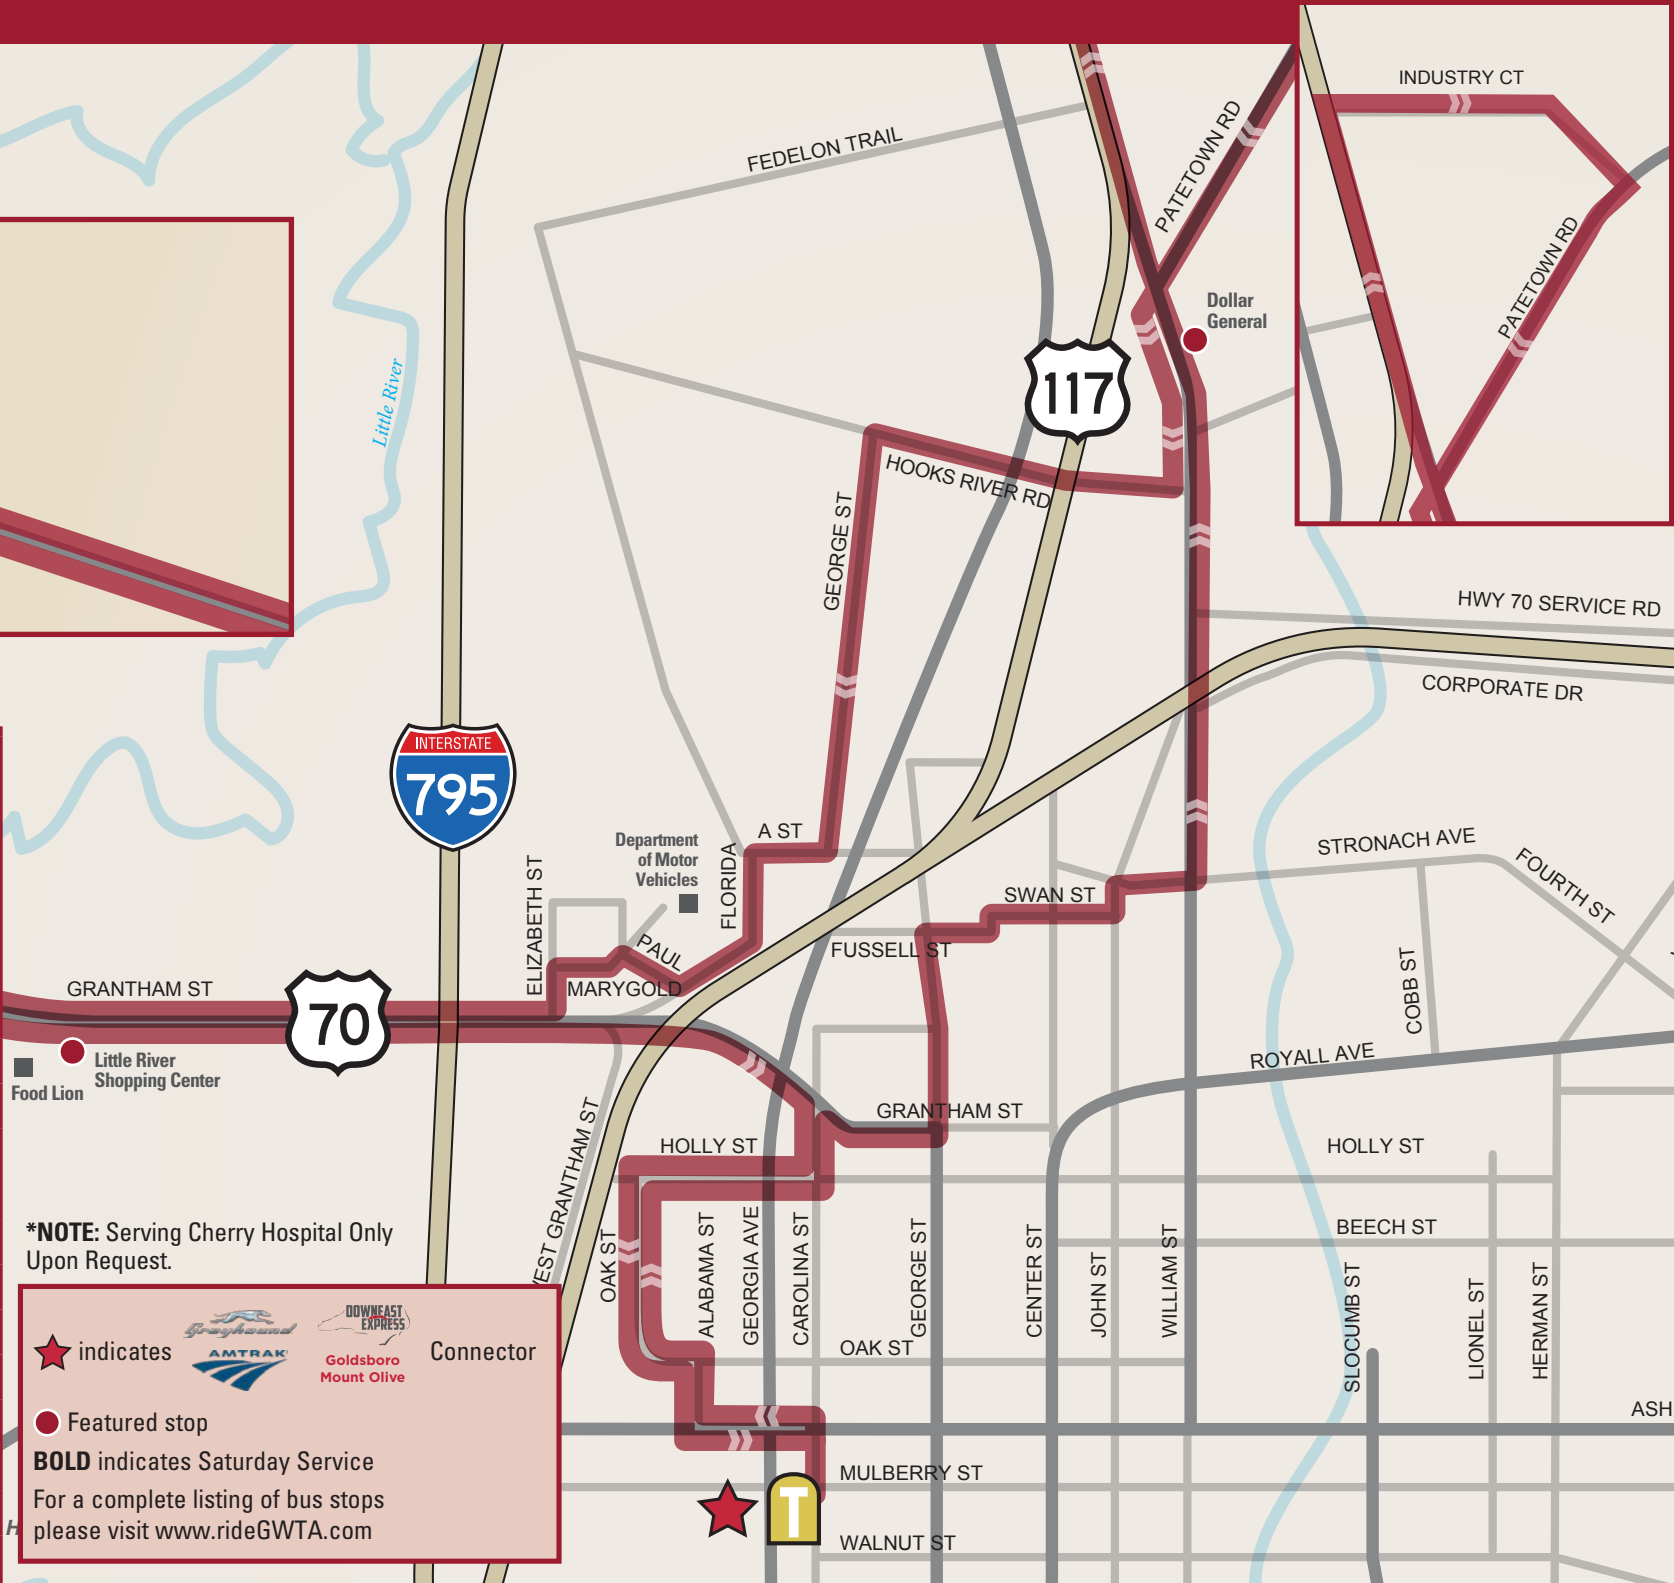 INDUSTRY CT
PATETOWN RD
FEDELON TRAIL
PATETOWN RD
Dollar
General
117
Little River
HOOKS RIVER RD
GEORGE ST
HWY 70 SERVICE RD
CORPORATE DR
INTERSTATE
795
A ST
Department
of Motor
Vehicles
FLORIDA
ELIZABETH ST
PAUL
MARYGOLD
SWAN ST
FUSSELL ST
STRONACH AVE
FOURTH ST
COBB ST
GRANTHAM ST
70
Little River
Shopping Center
Food Lion
ROYALL AVE
GRANTHAM ST
HOLLY ST
HOLLY ST
WEST GRANTHAM ST
*NOTE: Serving Cherry Hospital Only
Upon Request.
OAK ST
ALABAMA ST
GEORGIA AVE
CAROLINA ST
GEORGE ST
CENTER ST
JOHN ST
WILLIAM ST
BEECH ST
SLOCUMB ST
LIONEL ST
HERMAN ST
OAK ST
ASH
MULBERRY ST
T
WALNUT ST
indicates
Greyhound
AMTRAK
DOWNEAST
EXPRESS
Goldsboro
Mount Olive
Connector
Featured stop
BOLD indicates Saturday Service
For a complete listing of bus stops
please visit www.rideGWTA.com
H